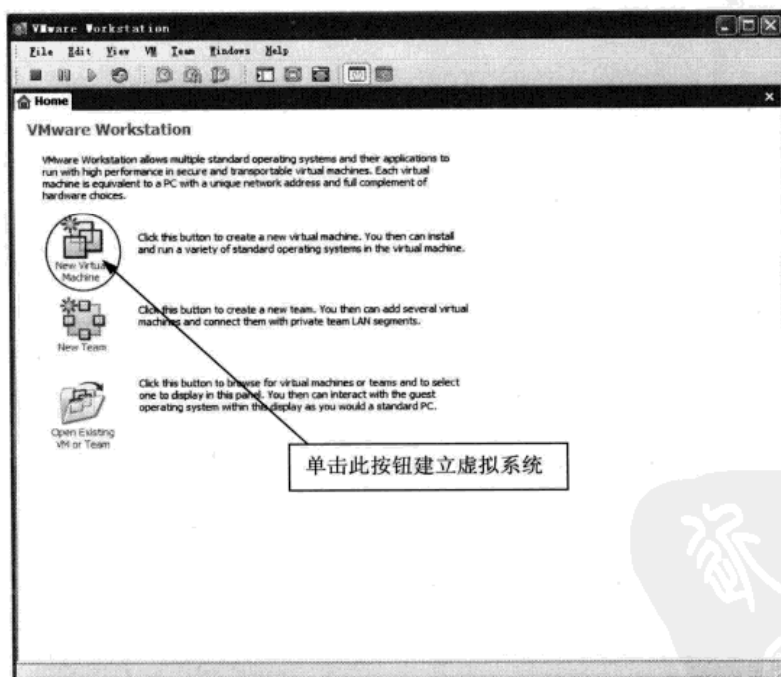 VMware Workstation
File Edit View VM Team Windows Help
Home
VMware Workstation
VMware Workstation allows multiple standard operating systems and their applications to
run with high performance in secure and transportable virtual machines. Each virtual
machine is equivalent to a PC with a unique network address and full complement of
hardware choices.
New Virtual
Machine
Click this button to create a new virtual machine. You then can install
and run a variety of standard operating systems in the virtual machine.
New Team
Click this button to create a new team. You then can add several virtual
machines and connect them with private team LAN segments.
Open Existing
VM or Team
Click this button to browse for virtual machines or teams and to select
one to display in this panel. You then can interact with the guest
operating system within this display as you would a standard PC.
单击此按钮建立虚拟系统